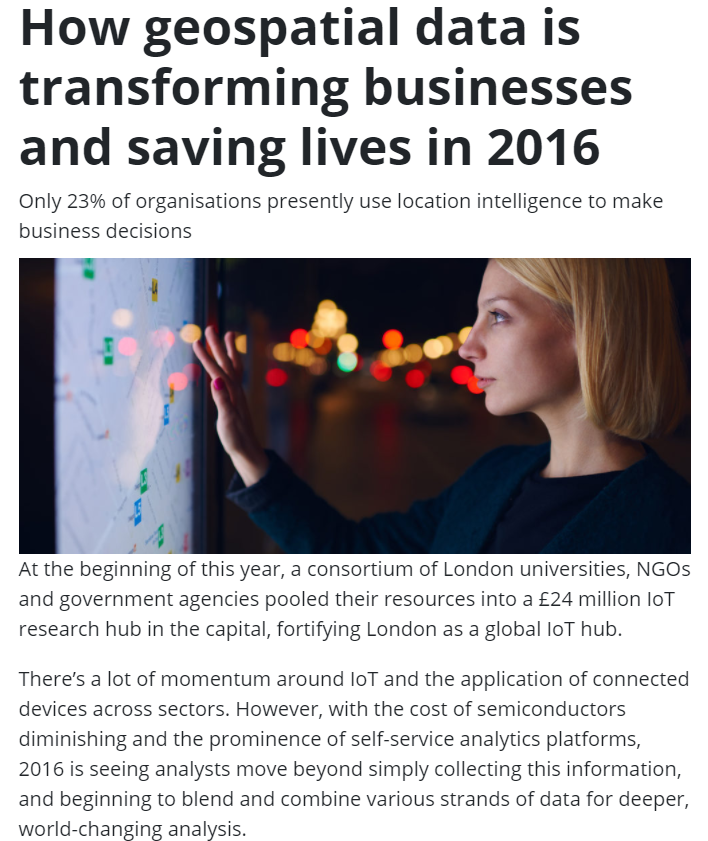 How geospatial data is
transforming businesses
and saving lives in 2016
Only 23% of organisations presently use location intelligence to make
business decisions
At the beginning of this year, a consortium of London universities, NGOs
and government agencies pooled their resources into a £24 million IoT
research hub in the capital, fortifying London as a global IoT hub.
There’s a lot of momentum around IoT and the application of connected
devices across sectors. However, with the cost of semiconductors
diminishing and the prominence of self-service analytics platforms,
2016 is seeing analysts move beyond simply collecting this information,
and beginning to blend and combine various strands of data for deeper,
world-changing analysis.